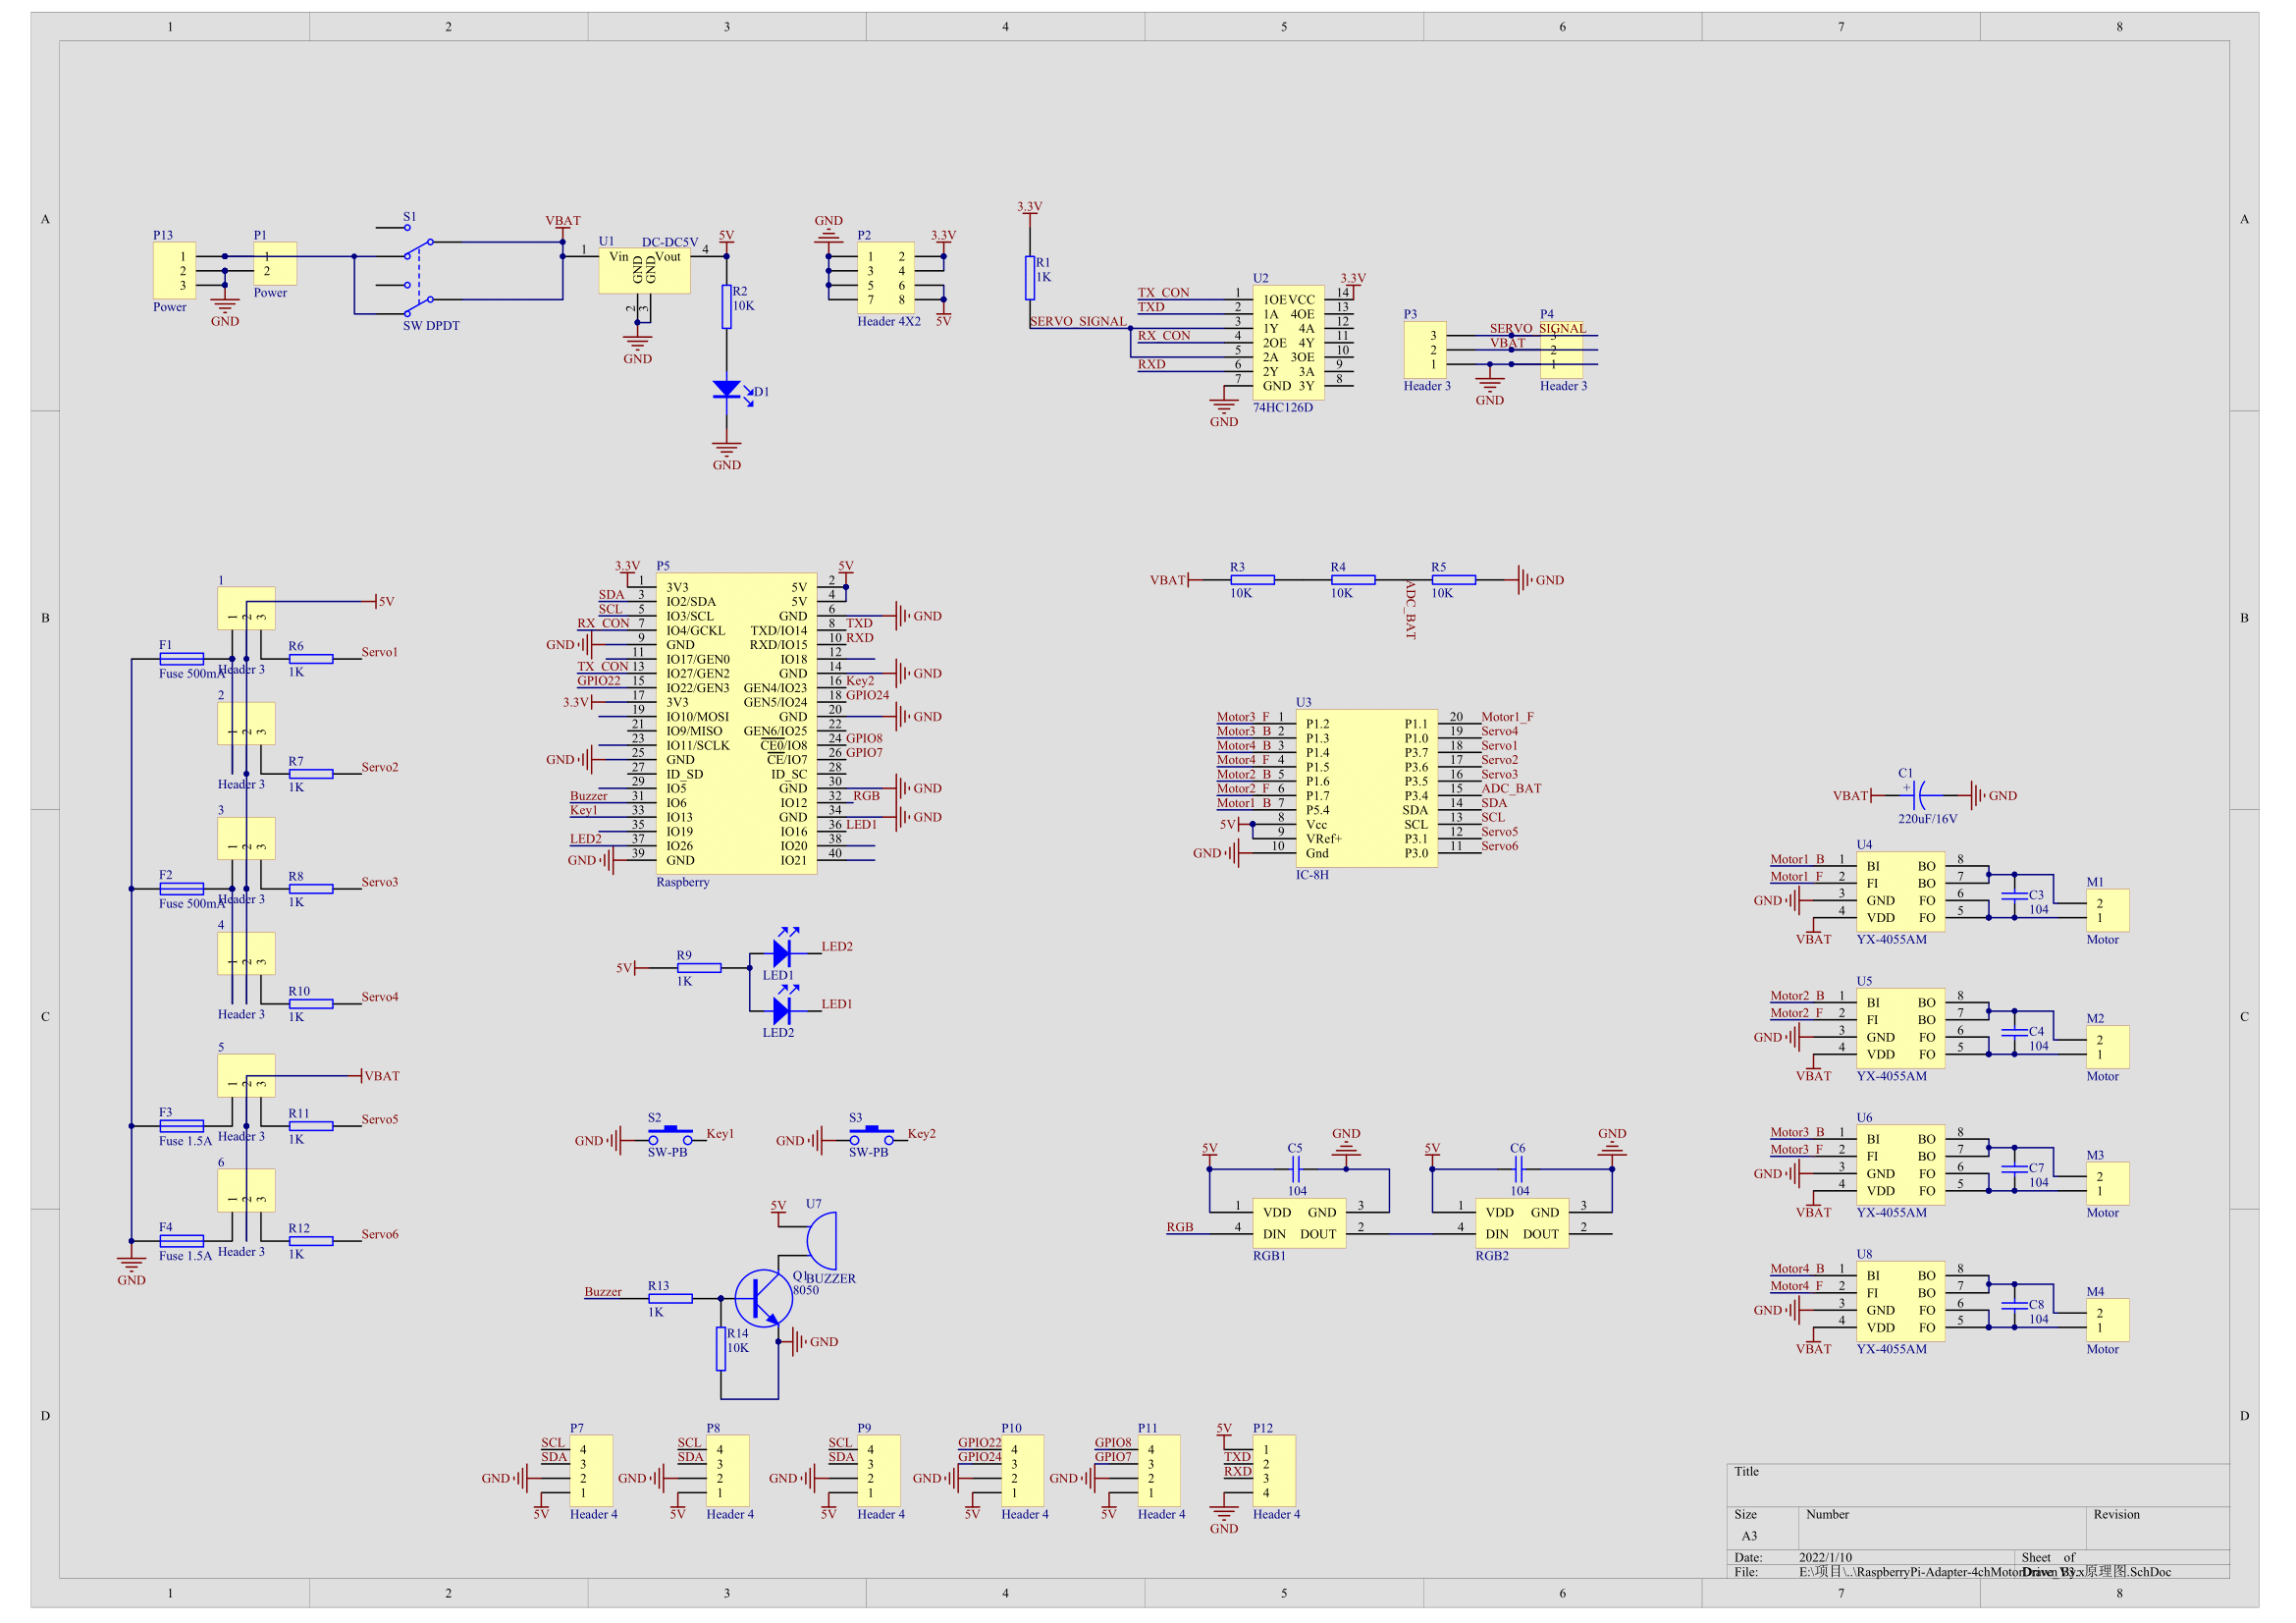 1 2 3 4 5 6 7 8
A A
B B
C C
D D
P13
1
2
3
Power
P1
1
2
Power
GND
S1
SW DPDT
VBAT
U1
DC-DC5V
1 Vin Vout 4
GND GND
2 3
GND
5V
R2
10K
D1
GND
GND
P2
3.3V
1 2
3 4
5 6
7 8
Header 4X2
5V
3.3V
R1
1K
SERVO_SIGNAL
U2
3.3V
TX_CON 1 1OE VCC 14
TXD 2 1A 4OE 13
3 1Y 4A 12
RX_CON 4 2OE 4Y 11
5 2A 3OE 10
RXD 6 2Y 3A 9
7 GND 3Y 8
74HC126D
GND
P3
3
2
1
Header 3
SERVO_SIGNAL
VBAT
GND
P4
3
2
1
Header 3
1
1 2 3
Header 3
5V
F1
Fuse 500mA
R6
1K
Servo1
2
1 2 3
Header 3
R7
1K
Servo2
3
1 2 3
Header 3
F2
Fuse 500mA
R8
1K
Servo3
4
1 2 3
Header 3
R10
1K
Servo4
5
1 2 3
Header 3
VBAT
F3
Fuse 1.5A
R11
1K
Servo5
6
1 2 3
Header 3
F4
Fuse 1.5A
R12
1K
Servo6
GND
3.3V P5 5V
1 3V3 5V 2
SDA 3 IO2/SDA 5V 4
SCL 5 IO3/SCL GND 6 GND
RX_CON 7 IO4/GCKL TXD/IO14 8 TXD
GND 9 GND RXD/IO15 10 RXD
11 IO17/GEN0 IO18 12
TX_CON 13 IO27/GEN2 GND 14 GND
GPIO22 15 IO22/GEN3 GEN4/IO23 16 Key2
3.3V 17 3V3 GEN5/IO24 18 GPIO24
19 IO10/MOSI GND 20 GND
21 IO9/MISO GEN6/IO25 22
23 IO11/SCLK CE0/IO8 24 GPIO8
GND 25 GND CE/IO7 26 GPIO7
27 ID_SD ID_SC 28
29 IO5 GND 30 GND
Buzzer 31 IO6 IO12 32 RGB
Key1 33 IO13 GND 34 GND
35 IO19 IO16 36 LED1
LED2 37 IO26 IO20 38
GND 39 GND IO21 40
Raspberry
5V
R9
1K
LED1
LED2
LED2
LED1
GND
S2
SW-PB
Key1
GND
S3
SW-PB
Key2
5V
U7
BUZZER
Q1
8050
Buzzer
R13
1K
R14
10K
GND
VBAT
R3
10K
R4
10K
ADC_BAT
R5
10K
GND
U3
Motor3_F 1 P1.2 P1.1 20 Motor1_F
Motor3_B 2 P1.3 P1.0 19 Servo4
Motor4_B 3 P1.4 P3.7 18 Servo1
Motor4_F 4 P1.5 P3.6 17 Servo2
Motor2_B 5 P1.6 P3.5 16 Servo3
Motor2_F 6 P1.7 P3.4 15 ADC_BAT
Motor1_B 7 P5.4 SDA 14 SDA
5V 8 Vcc SCL 13 SCL
9 VRef+ P3.1 12 Servo5
GND 10 Gnd P3.0 11 Servo6
IC-8H
5V
C5
104
GND
1 VDD GND 3
RGB 4 DIN DOUT 2
RGB1
5V
C6
104
GND
1 VDD GND 3
4 DIN DOUT 2
RGB2
C1
VBAT + GND
220uF/16V
U4
Motor1_B 1 BI BO 8
Motor1_F 2 FI BO 7
GND 3 GND FO 6
4 VDD FO 5
VBAT
YX-4055AM
C3
104
M1
2
1
Motor
U5
Motor2_B 1 BI BO 8
Motor2_F 2 FI BO 7
GND 3 GND FO 6
4 VDD FO 5
VBAT
YX-4055AM
C4
104
M2
2
1
Motor
U6
Motor3_B 1 BI BO 8
Motor3_F 2 FI BO 7
GND 3 GND FO 6
4 VDD FO 5
VBAT
YX-4055AM
C7
104
M3
2
1
Motor
U8
Motor4_B 1 BI BO 8
Motor4_F 2 FI BO 7
GND 3 GND FO 6
4 VDD FO 5
VBAT
YX-4055AM
C8
104
M4
2
1
Motor
P7
SCL 4
SDA 3
GND 2
1
5V
Header 4
P8
SCL 4
SDA 3
GND 2
1
5V
Header 4
P9
SCL 4
SDA 3
GND 2
1
5V
Header 4
P10
GPIO22 4
GPIO24 3
GND 2
1
5V
Header 4
P11
GPIO8 4
GPIO7 3
GND 2
1
5V
Header 4
5V P12
1
TXD 2
RXD 3
4
GND
Header 4
Title
Size Number Revision
A3
Date: 2022/1/10 Sheet of
File: E:\项目\..\RaspberryPi-Adapter-4chMotor 原理图.SchDoc
Drawn By:
1 2 3 4 5 6 7 8